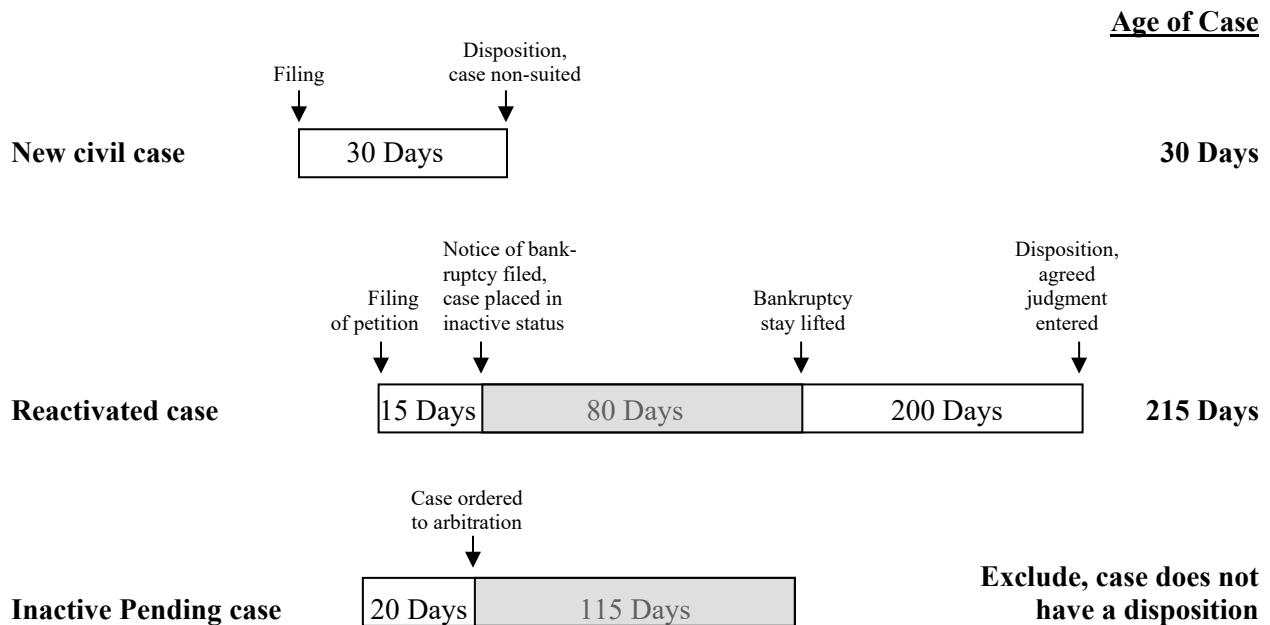 Age of Case
Filing
Disposition,
case non-suited
New civil case
30 Days
30 Days
Filing
of petition
Notice of bank-
ruptcy filed,
case placed in
inactive status
Bankruptcy
stay lifted
Disposition,
agreed
judgment
entered
Reactivated case
15 Days
80 Days
200 Days
215 Days
Case ordered
to arbitration
Inactive Pending case
20 Days
115 Days
Exclude, case does not
have a disposition